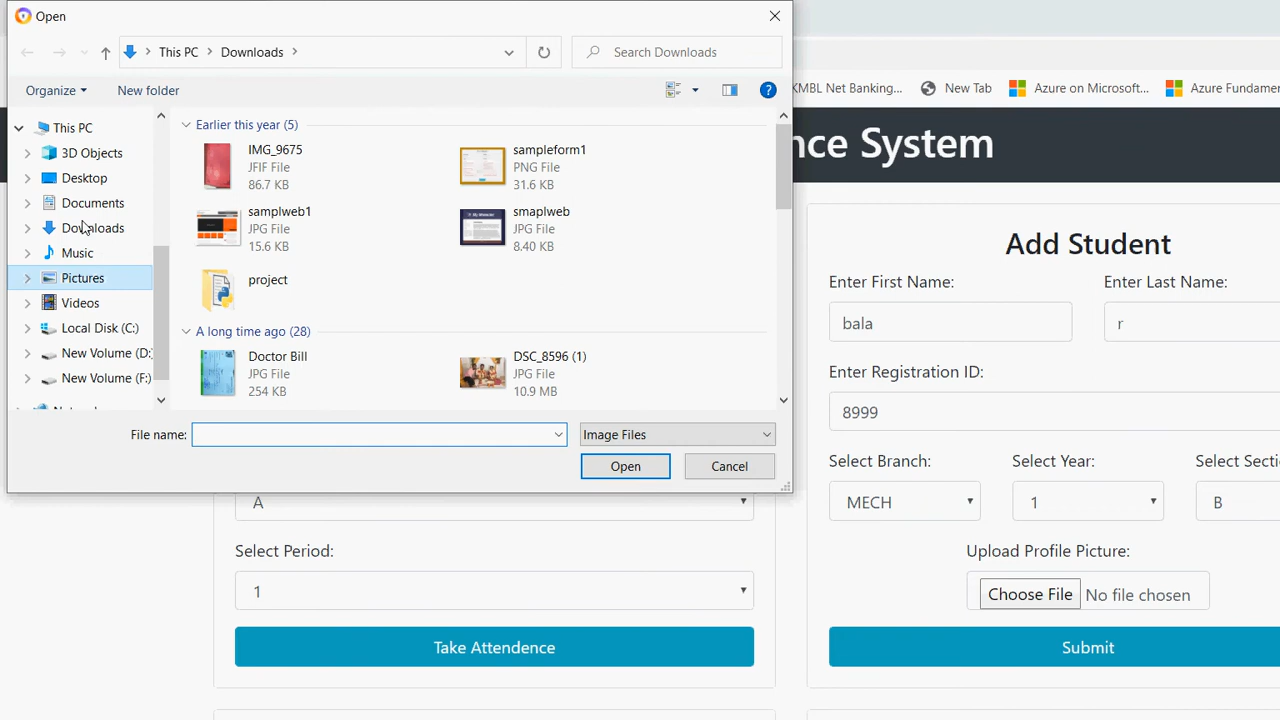 Open
This PC
Downloads
Search Downloads
Organize
New folder
KMBL Net Banking...
New Tab
Azure on Microsoft...
Azure Fundamer
nce System
This PC
3D Objects
Desktop
Documents
Downloads
Music
Pictures
Videos
Local Disk (C:)
New Volume (D:
New Volume (F:)
Earlier this year (5)
IMG_9675
JFIF File
86.7 KB
sampleform1
PNG File
31.6 KB
samplweb1
JPG File
15.6 KB
smaplweb
JPG File
8.40 KB
project
A long time ago (28)
Doctor Bill
JPG File
254 KB
DSC_8596 (1)
JPG File
10.9 MB
File name:
Image Files
Open
Cancel
A
Select Period:
1
Take Attendence
Add Student
Enter First Name:
Enter Last Name:
bala
r
Enter Registration ID:
8999
Select Branch:
Select Year:
Select Secti
MECH
1
B
Upload Profile Picture:
Choose File
No file chosen
Submit